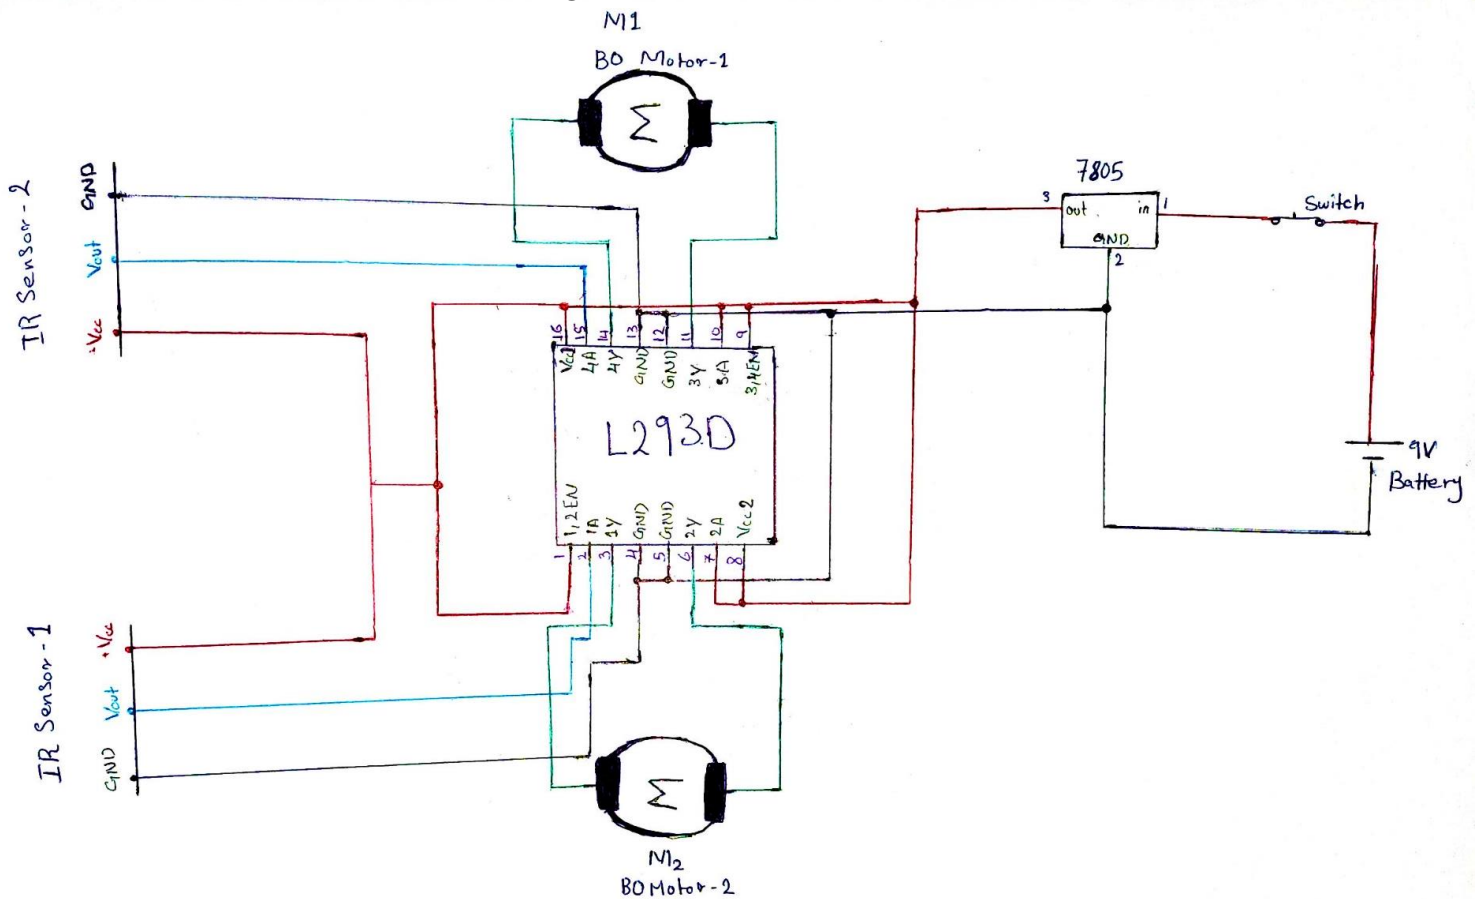 M1
BO Motor-1
M
7805
3
out
in
1
GND
2
Switch
9V
Battery
IR Sensor-2
GND
Vout
+Vcc
16
15
14
13
12
11
10
9
Vcc1
4A
4Y
GND
GND
3Y
3A
3,4EN
L293D
1,2EN
1A
1Y
GND
GND
2Y
2A
Vcc2
1
2
3
4
5
6
7
8
IR Sensor-1
+Vcc
Vout
GND
M
M2
BO Motor-2